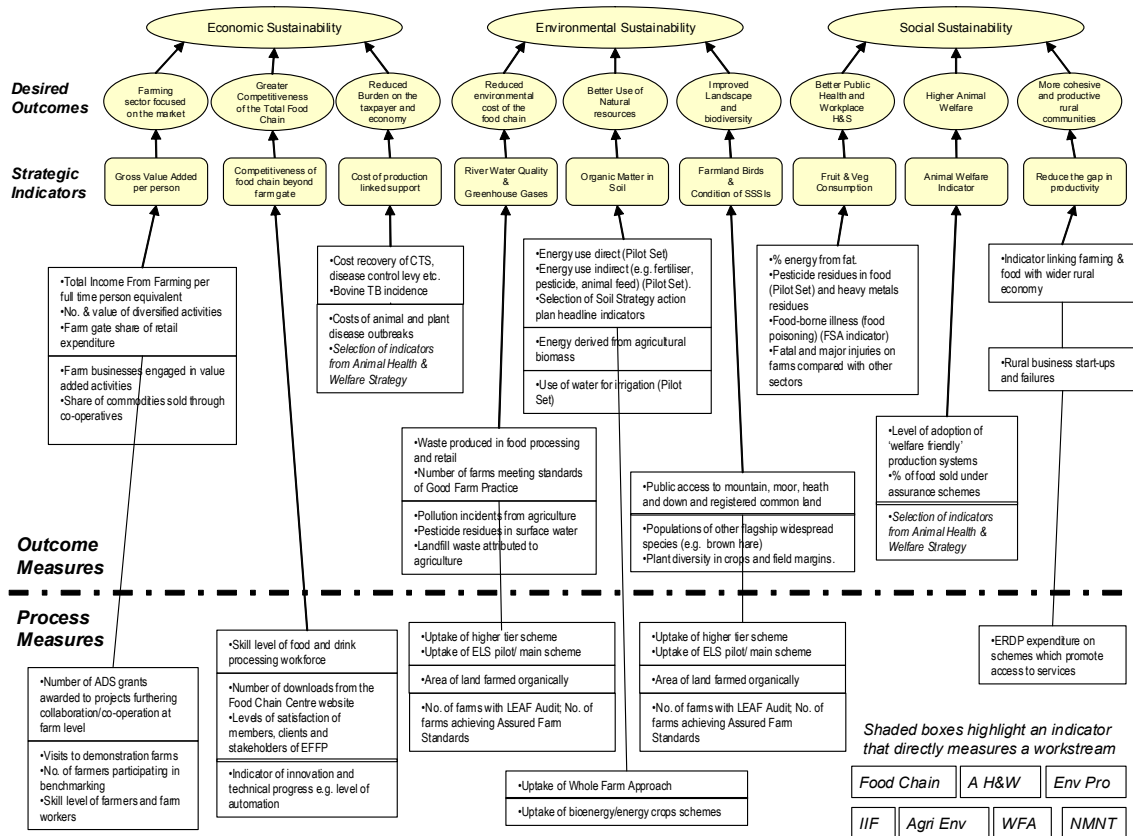 Economic Sustainability
Environmental Sustainability
Social Sustainability
Desired
Outcomes
Farming
sector focused
on the market
Greater
Competitiveness
of the Total Food
Chain
Reduced
Burden on the
taxpayer and
economy
Reduced
environmental
cost of the
food chain
Better Use of
Natural
resources
Improved
Landscape
and
biodiversity
Better Public
Health and
Workplace
H&S
Higher Animal
Welfare
More cohesive
and productive
rural
communities
Strategic
Indicators
Gross Value Added
per person
Competitiveness of
food chain beyond
farm gate
Cost of production
linked support
River Water Quality
&
Greenhouse Gases
Organic Matter in
Soil
Farmland Birds
&
Condition of SSSIs
Fruit & Veg
Consumption
Animal Welfare
Indicator
Reduce the gap in
productivity
•Total Income From Farming per
full time person equivalent
•No. & value of diversified activities
•Farm gate share of retail
expenditure
•Farm businesses engaged in value
added activities
•Share of commodities sold through
co-operatives
•Cost recovery of CTS,
disease control levy etc.
•Bovine TB incidence
•Costs of animal and plant
disease outbreaks
•Selection of indicators
from Animal Health &
Welfare Strategy
•Energy use direct (Pilot Set)
•Energy use indirect (e.g. fertiliser,
pesticide, animal feed) (Pilot Set).
•Selection of Soil Strategy action
plan headline indicators
•Energy derived from agricultural
biomass
•Use of water for irrigation (Pilot
Set)
•% energy from fat.
•Pesticide residues in food
(Pilot Set) and heavy metals
residues
•Food-borne illness (food
poisoning) (FSA indicator)
•Fatal and major injuries on
farms compared with other
sectors
•Indicator linking farming &
food with wider rural
economy
•Rural business start-ups
and failures
•Waste produced in food processing
and retail
•Number of farms meeting standards
of Good Farm Practice
•Pollution incidents from agriculture
•Pesticide residues in surface water
•Landfill waste attributed to
agriculture
•Public access to mountain, moor, heath
and down and registered common land
•Populations of other flagship widespread
species (e.g. brown hare)
•Plant diversity in crops and field margins.
•Level of adoption of
‘welfare friendly’
production systems
•% of food sold under
assurance schemes
•Selection of indicators
from Animal Health &
Welfare Strategy
Outcome
Measures
Process
Measures
•Number of ADS grants
awarded to projects furthering
collaboration/co-operation at
farm level
•Visits to demonstration farms
•No. of farmers participating in
benchmarking
•Skill level of farmers and farm
workers
•Skill level of food and drink
processing workforce
•Number of downloads from the
Food Chain Centre website
•Levels of satisfaction of
members, clients and
stakeholders of EFFP
•Indicator of innovation and
technical progress e.g. level of
automation
•Uptake of higher tier scheme
•Uptake of ELS pilot/ main scheme
•Area of land farmed organically
•No. of farms with LEAF Audit; No. of
farms achieving Assured Farm
Standards
•Uptake of higher tier scheme
•Uptake of ELS pilot/ main scheme
•Area of land farmed organically
•No. of farms with LEAF Audit; No. of
farms achieving Assured Farm
Standards
•Uptake of Whole Farm Approach
•Uptake of bioenergy/energy crops schemes
•ERDP expenditure on
schemes which promote
access to services
Shaded boxes highlight an indicator
that directly measures a workstream
Food Chain
A H&W
Env Pro
IIF
Agri Env
WFA
NMNT